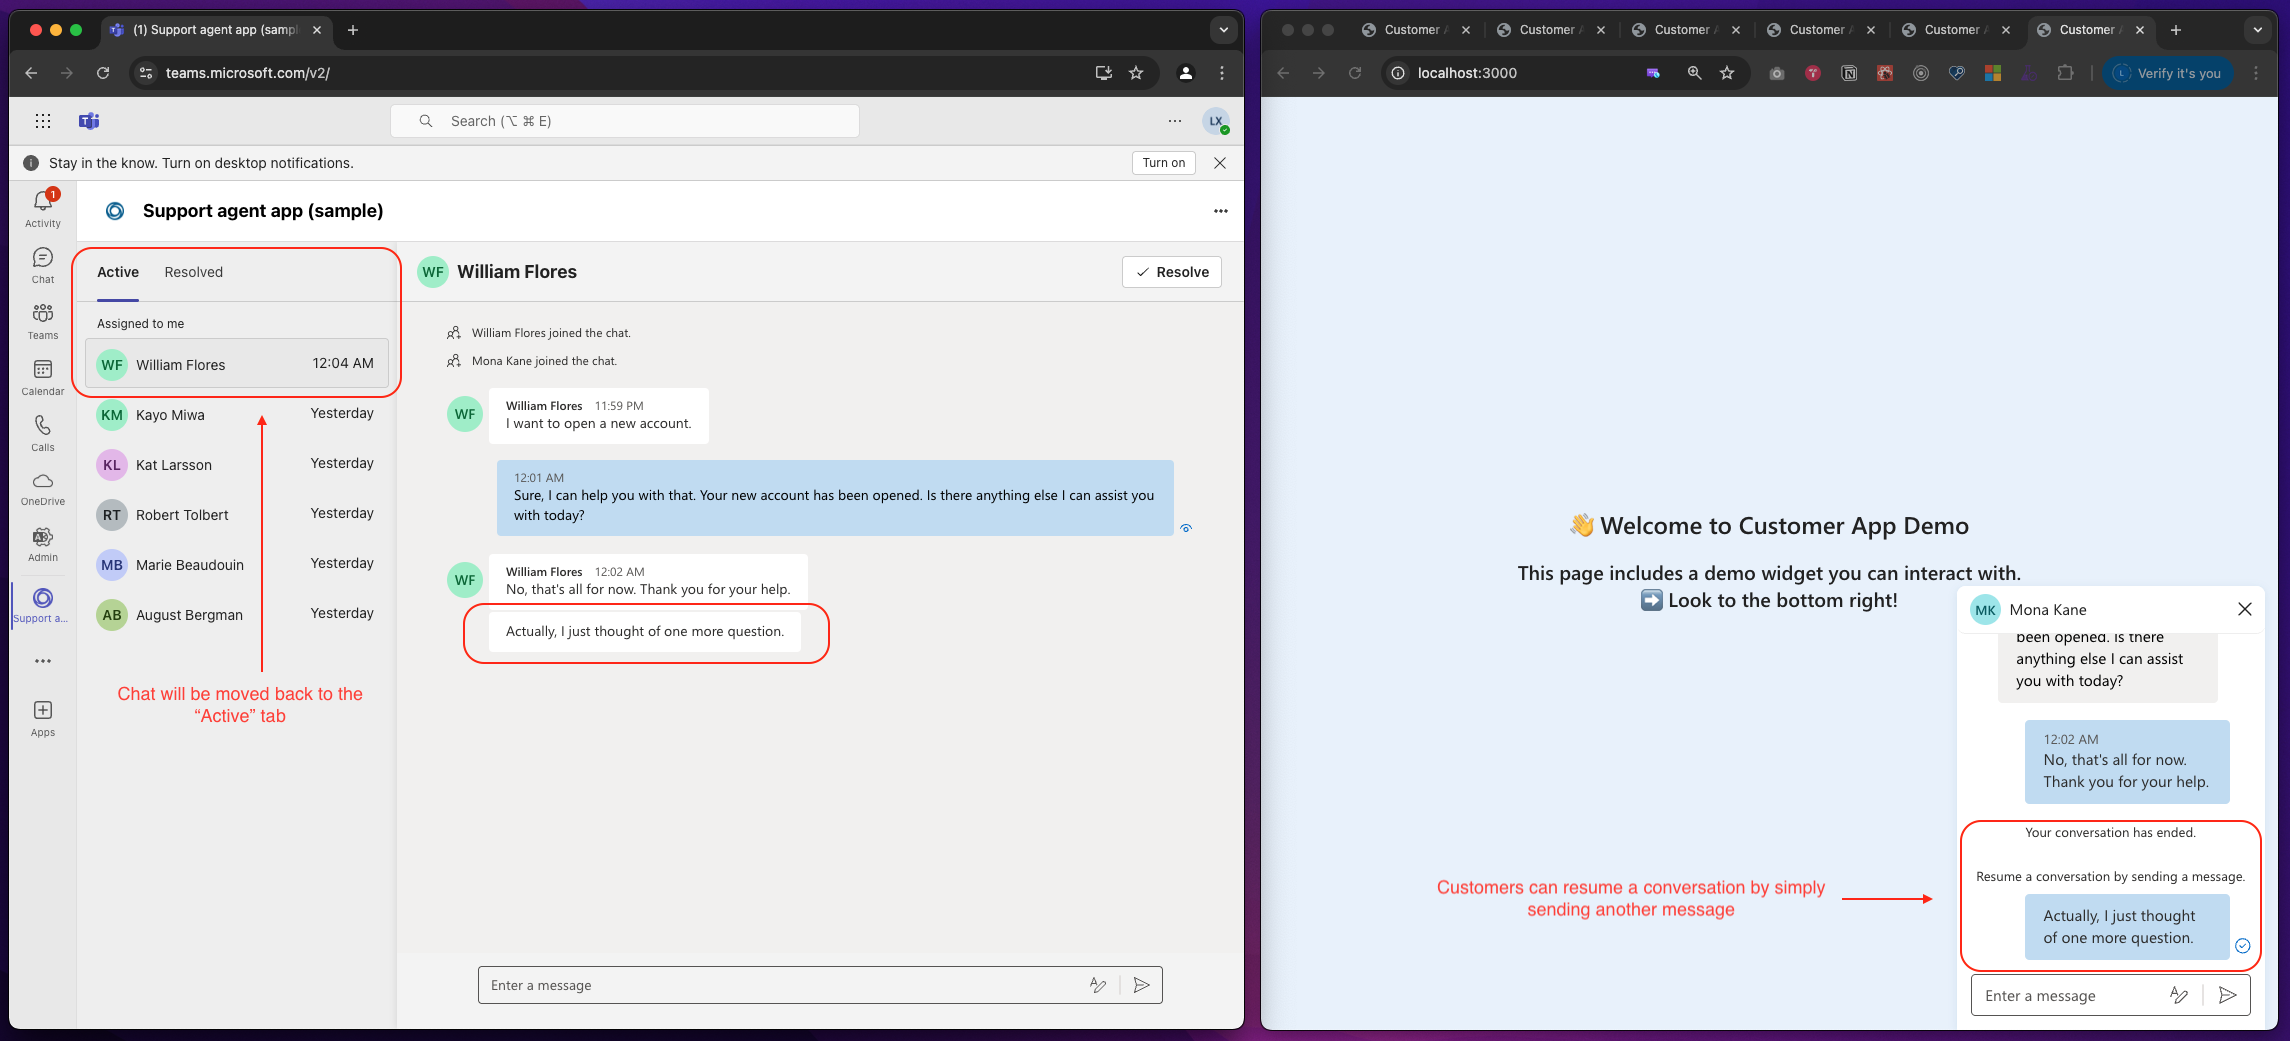 (1) Support agent app (sampl
teams.microsoft.com/v2/
Search (⌥ ⌘ E)
LX
Stay in the know. Turn on desktop notifications.
Turn on
1
Activity
Chat
Teams
Calendar
Calls
OneDrive
Admin
Support a...
Apps
Support agent app (sample)
Active
Resolved
Assigned to me
WF William Flores 12:04 AM
KM Kayo Miwa Yesterday
KL Kat Larsson Yesterday
RT Robert Tolbert Yesterday
MB Marie Beaudouin Yesterday
AB August Bergman Yesterday
Chat will be moved back to the
“Active” tab
WF William Flores
Resolve
William Flores joined the chat.
Mona Kane joined the chat.
WF
William Flores 11:59 PM
I want to open a new account.
12:01 AM
Sure, I can help you with that. Your new account has been opened. Is there anything else I can assist you
with today?
WF
William Flores 12:02 AM
No, that's all for now. Thank you for your help.
Actually, I just thought of one more question.
Enter a message
Customer A
Customer A
Customer A
Customer A
Customer A
Customer A
localhost:3000
L Verify it's you
👋 Welcome to Customer App Demo
This page includes a demo widget you can interact with.
➡️ Look to the bottom right!
Customers can resume a conversation by simply
sending another message
MK Mona Kane
been opened. Is there
anything else I can assist
you with today?
12:02 AM
No, that's all for now.
Thank you for your help.
Your conversation has ended.
Resume a conversation by sending a message.
Actually, I just thought
of one more question.
Enter a message